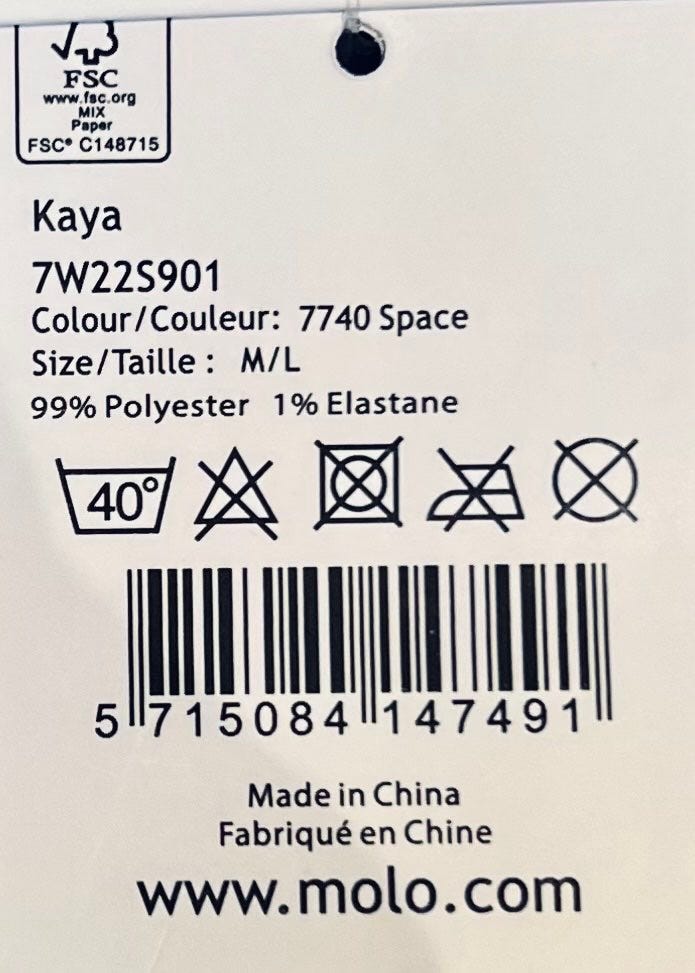 FSC
www.fsc.org
MIX
Paper
FSC® C148715
Kaya
7W22S901
Colour/Couleur: 7740 Space
Size/Taille : M/L
99% Polyester 1% Elastane
40°
5 715084 147491
Made in China
Fabriqué en Chine
www.molo.com